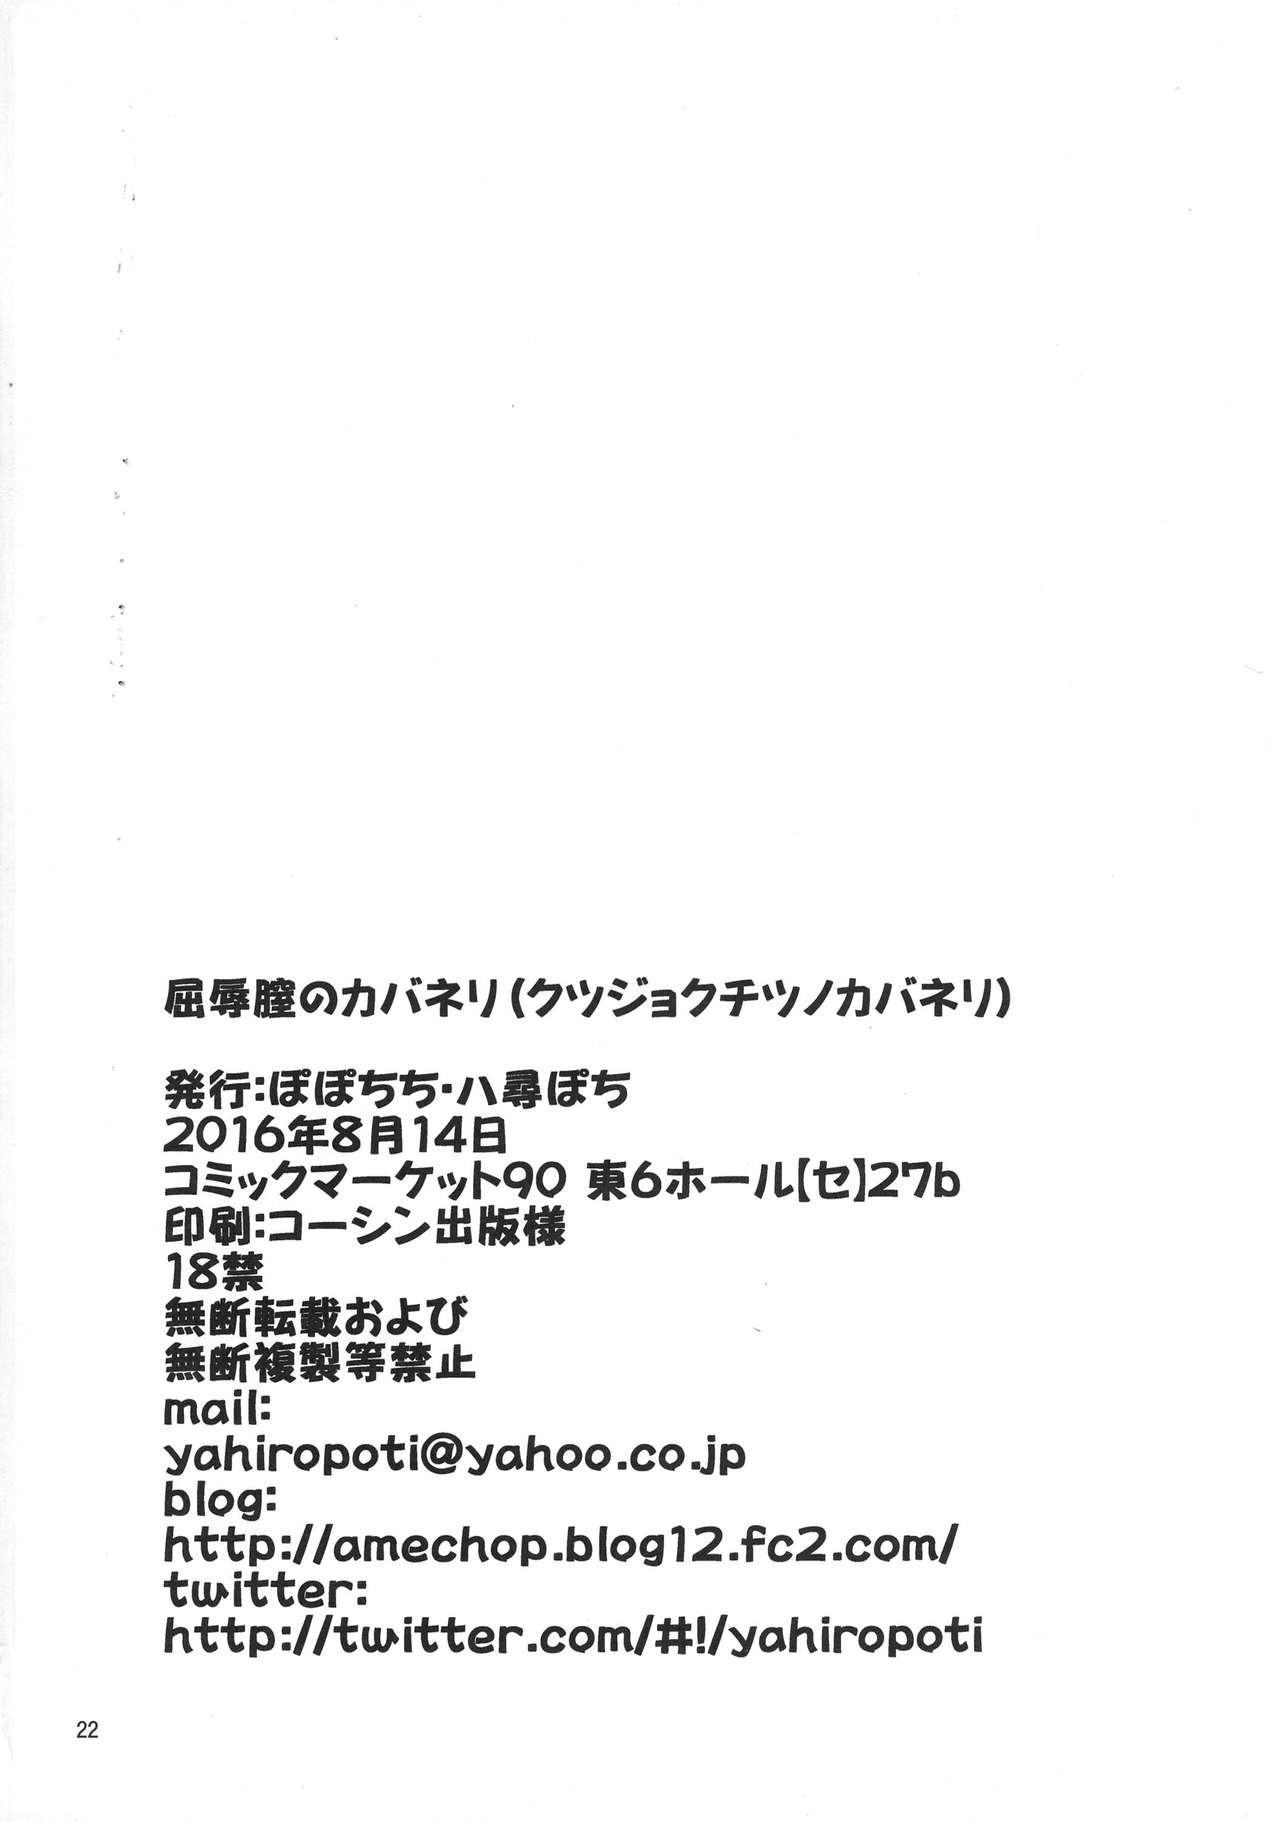 屈辱膣のカバネリ(クツジョクチツノカバネリ)
発行:ぽぽちち・八尋ぽち
2016年8月14日
コミックマーケット90 東6ホール【セ】27b
印刷:コーシン出版様
18禁
無断転載および
無断複製等禁止
mail:
yahiropoti@yahoo.co.jp
blog:
http://amechop.blog12.fc2.com/
twitter:
http://twitter.com/#!/yahiropoti
22